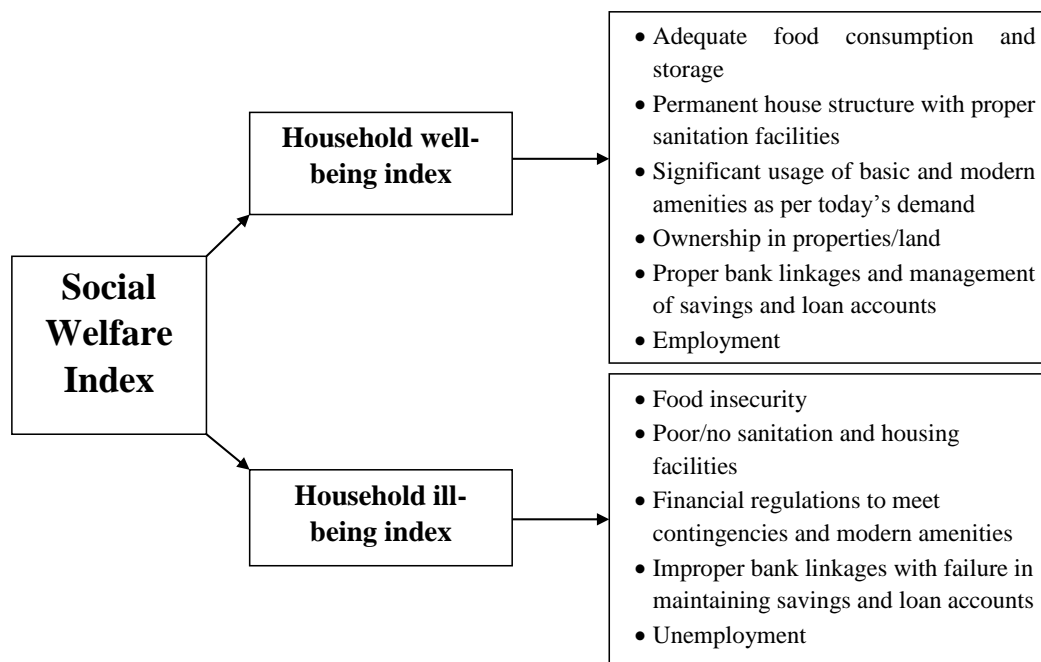 Social
Welfare
Index
Household well-
being index
• Adequate food consumption and
storage
• Permanent house structure with proper
sanitation facilities
• Significant usage of basic and modern
amenities as per today’s demand
• Ownership in properties/land
• Proper bank linkages and management
of savings and loan accounts
• Employment
Household ill-
being index
• Food insecurity
• Poor/no sanitation and housing
facilities
• Financial regulations to meet
contingencies and modern amenities
• Improper bank linkages with failure in
maintaining savings and loan accounts
• Unemployment